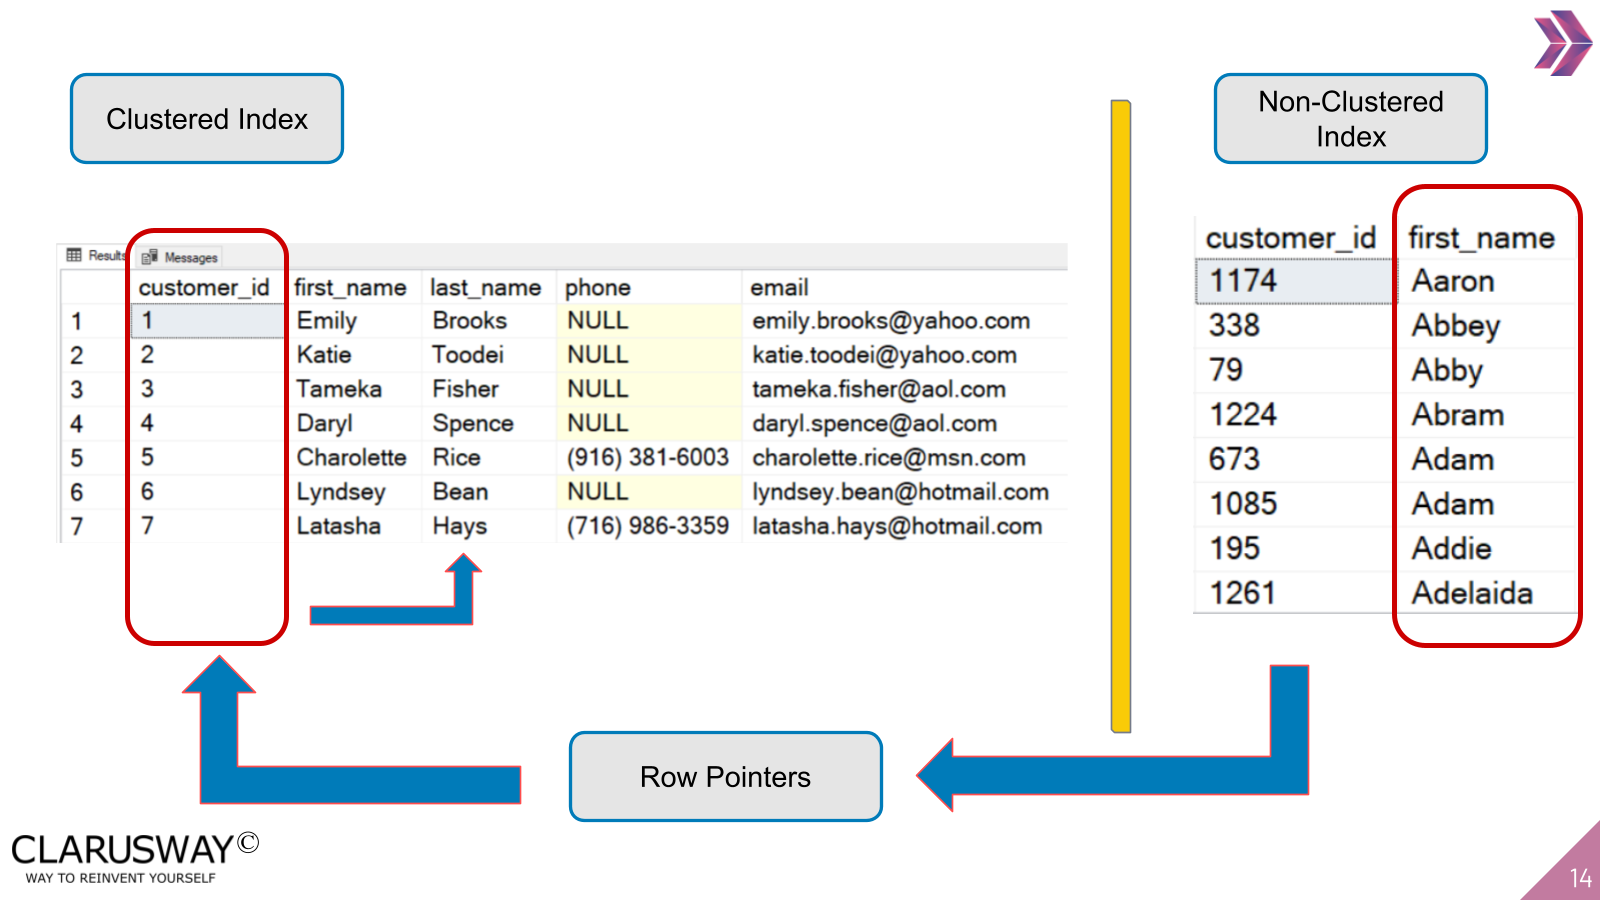 Clustered Index
Non-Clustered
Index
Results Messages
customer_id first_name last_name phone email
1 1 Emily Brooks NULL emily.brooks@yahoo.com
2 2 Katie Toodei NULL katie.toodei@yahoo.com
3 3 Tameka Fisher NULL tameka.fisher@aol.com
4 4 Daryl Spence NULL daryl.spence@aol.com
5 5 Charolette Rice (916) 381-6003 charolette.rice@msn.com
6 6 Lyndsey Bean NULL lyndsey.bean@hotmail.com
7 7 Latasha Hays (716) 986-3359 latasha.hays@hotmail.com
customer_id first_name
1174 Aaron
338 Abbey
79 Abby
1224 Abram
673 Adam
1085 Adam
195 Addie
1261 Adelaida
Row Pointers
CLARUSWAY©
WAY TO REINVENT YOURSELF
14